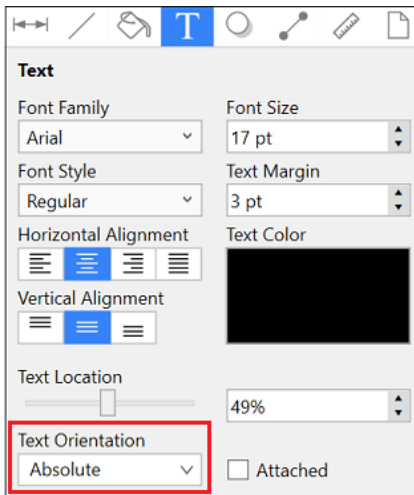 T
Text
Font Family Font Size
Arial 17 pt
Font Style Text Margin
Regular 3 pt
Horizontal Alignment Text Color
Vertical Alignment
Text Location
49%
Text Orientation
Absolute Attached